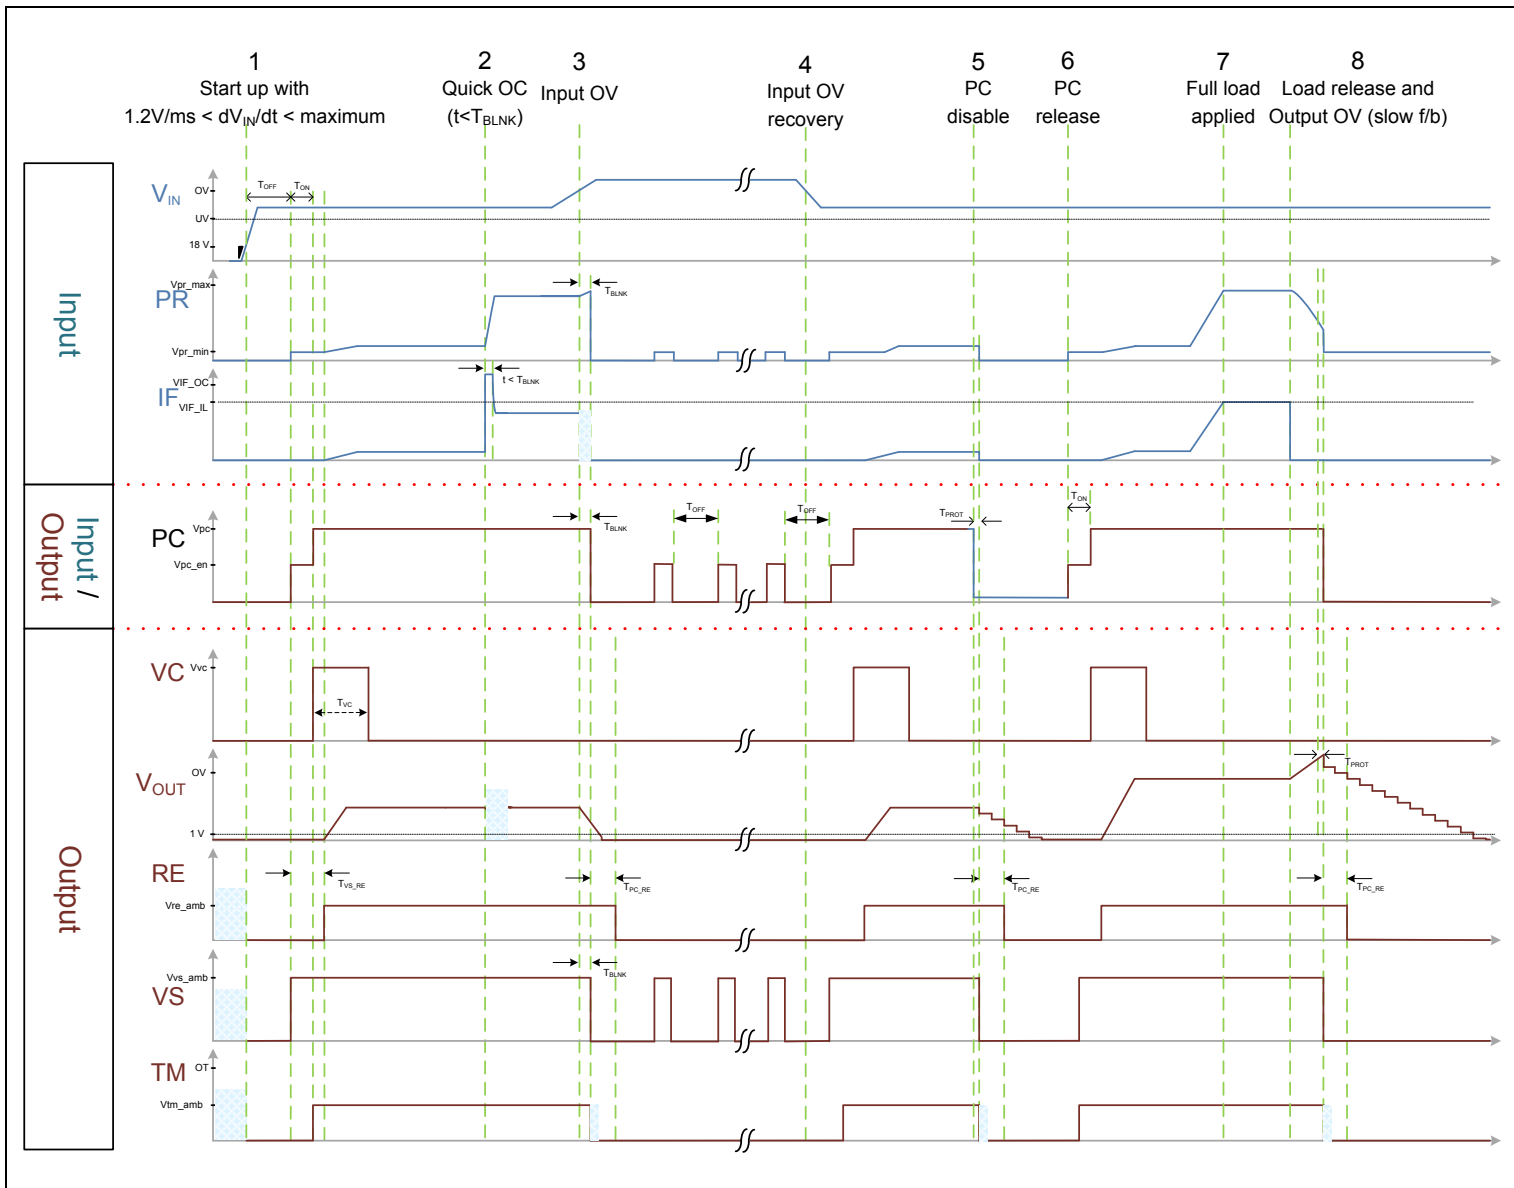 1
Start up with
1.2V/ms < dVIN/dt < maximum
2
Quick OC
(t<TBLNK)
3
Input OV
4
Input OV
recovery
5
PC
disable
6
PC
release
7
Full load
applied
8
Load release and
Output OV (slow f/b)
Input
VIN
OV
UV
18 V
TOFF
TON
PR
Vpr_max
Vpr_min
TBLNK
IF
VIF_OC
VIF_IL
t < TBLNK
Input /
Output
PC
Vpc
Vpc_en
TBLNK
TOFF
TOFF
TPROT
TON
Output
VC
Vvc
TVC
VOUT
OV
1 V
TPROT
RE
Vre_amb
TVS_RE
TPC_RE
TPC_RE
TPC_RE
VS
Vvs_amb
TBLNK
TM
OT
Vtm_amb